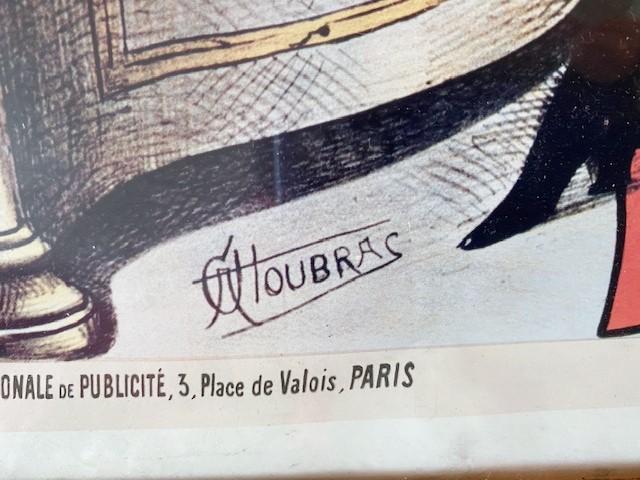 CHOUBRAC
ONALE DE PUBLICITÉ, 3, Place de Valois, PARIS